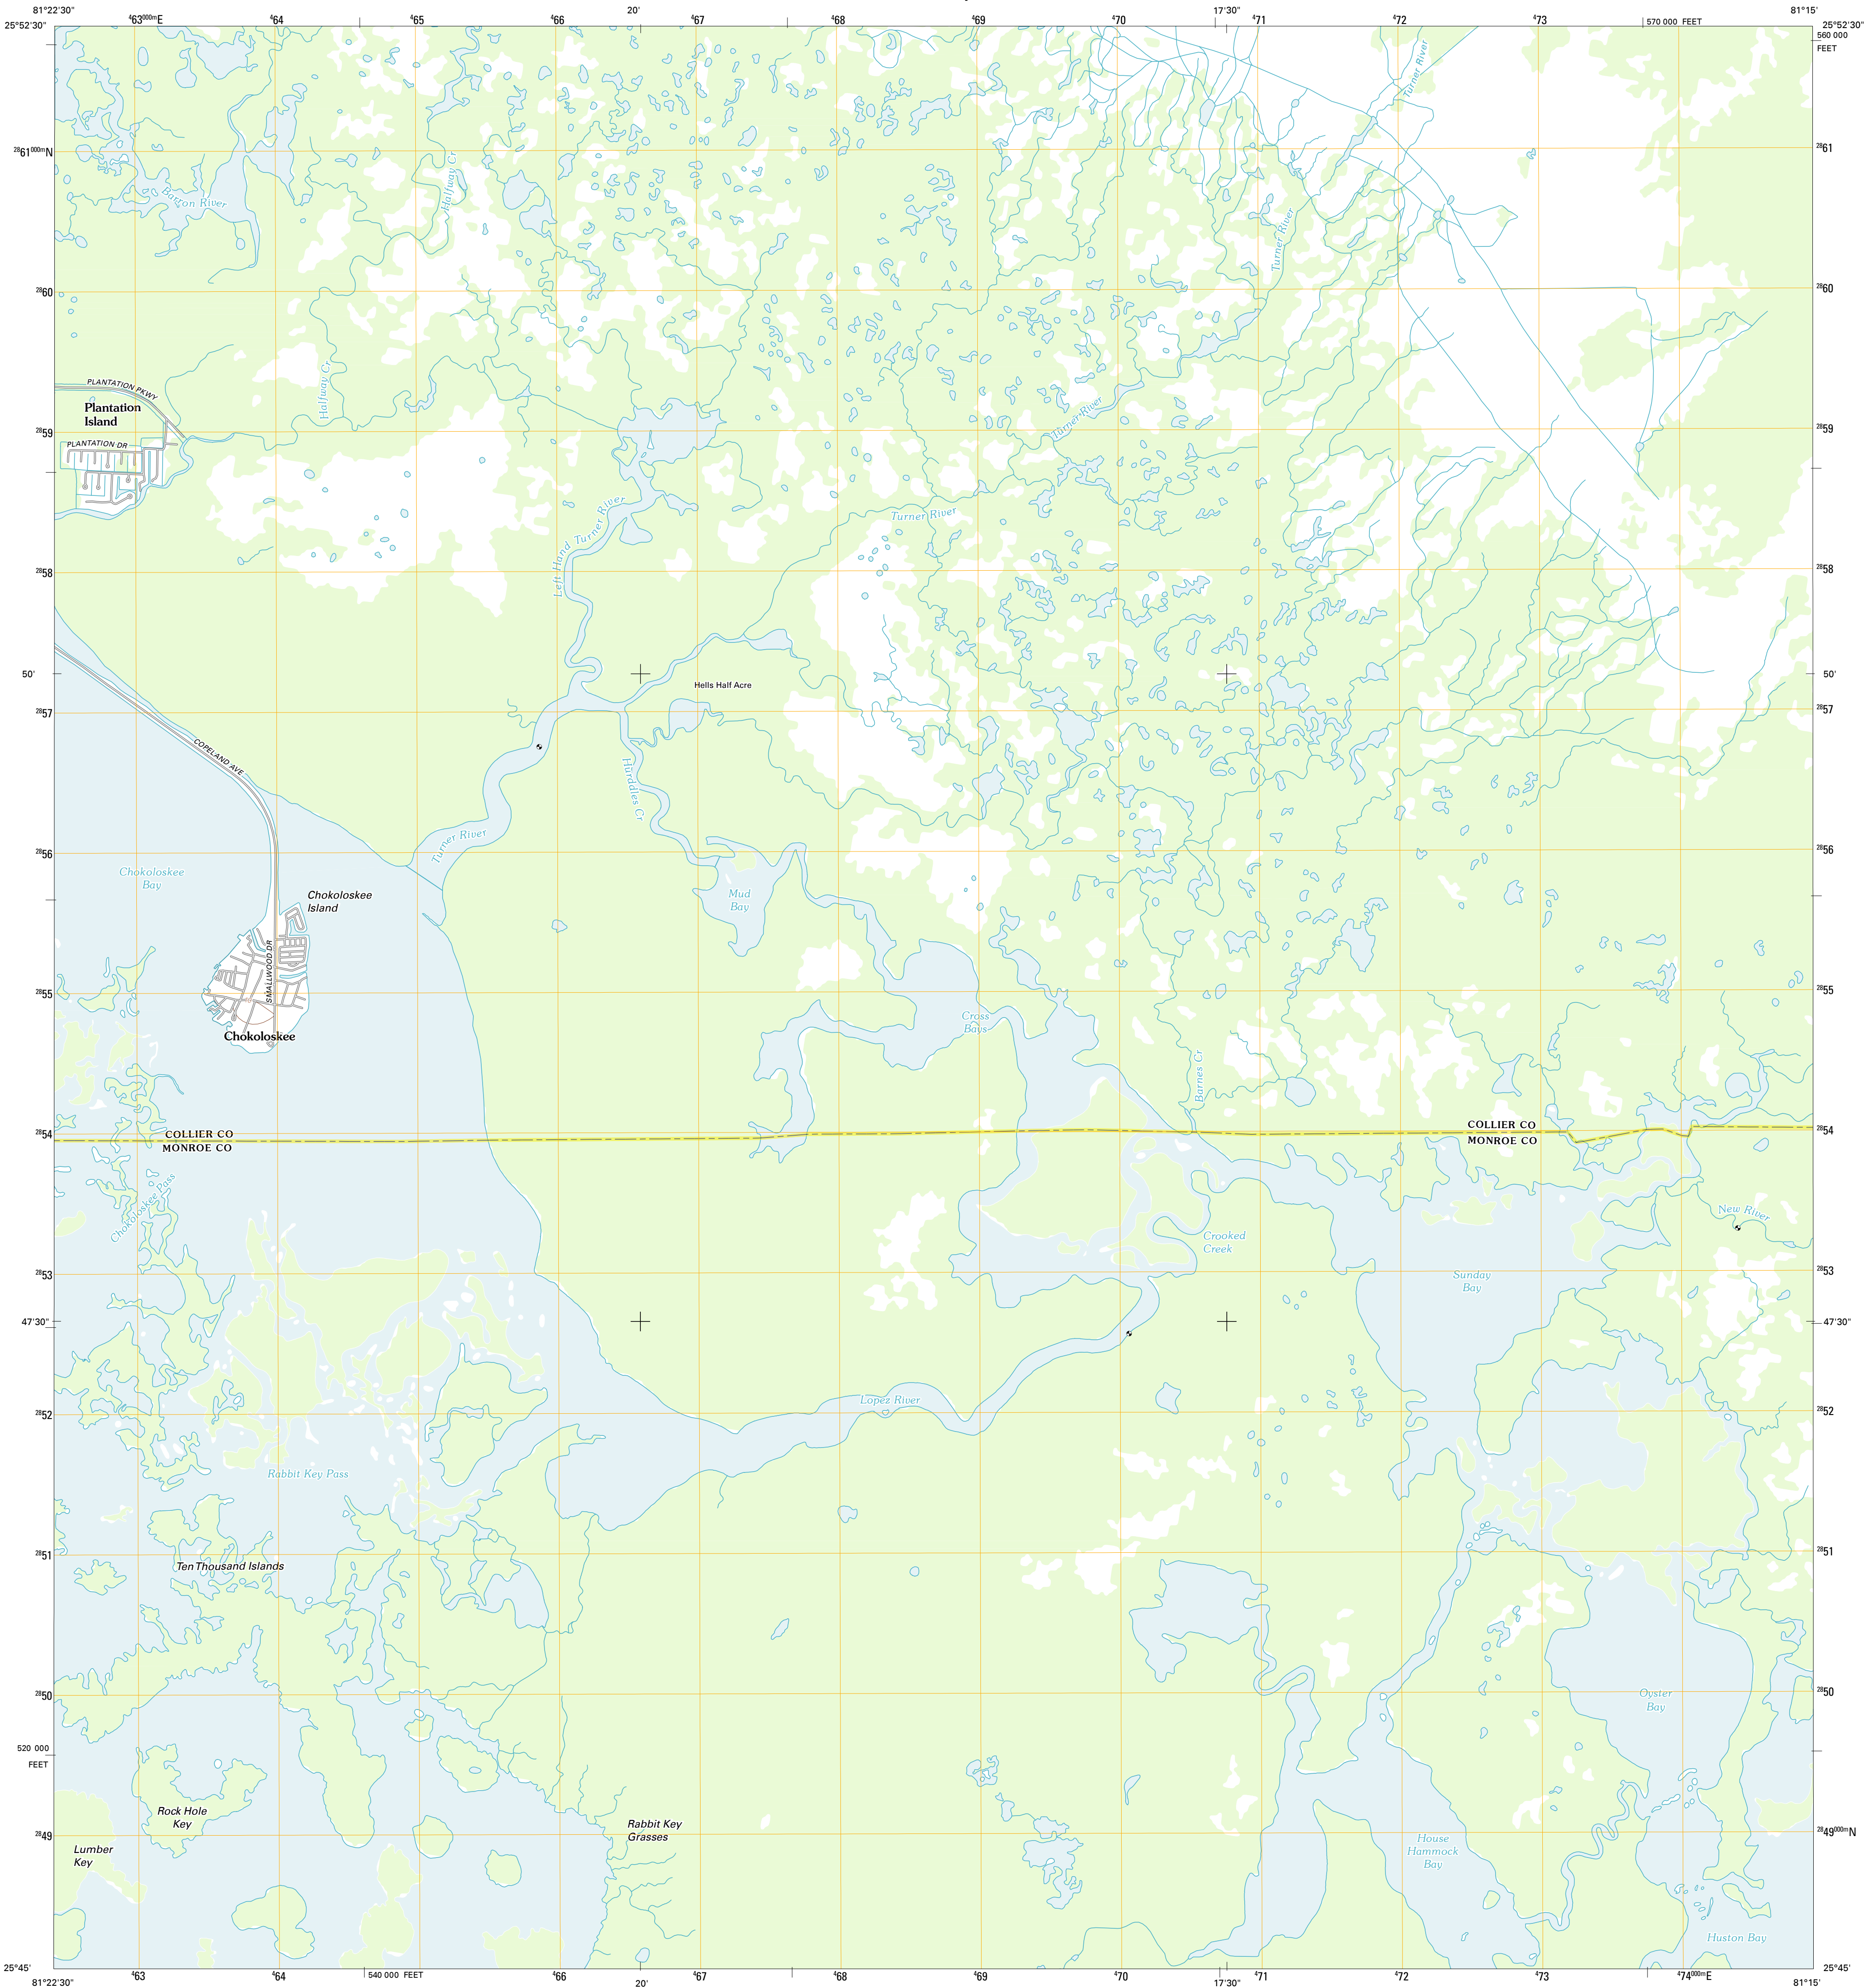 81°22'30" 463000mE 464 465 466 20' 467 468 469 470 17'30" 471 472 473 570 000 FEET 81°15'
25°52'30" 25°52'30"
560 000
FEET
Turner River
2861000mN 2861
Halfway Cr
Barron River
Turner River
2860 2860
Halfway Cr
PLANTATION PKWY
Plantation
Island
Turner River
2859 2859
PLANTATION DR
Left Hand Turner River
Turner River
2858 2858
50' 50'
Hells Half Acre
2857 2857
COPELAND AVE
Hurddles Cr
Turner River
2856 2856
Chokoloskee
Bay
Chokoloskee
Island
Mud
Bay
SMALLWOOD DR
2855 2855
Cross
Bays
Chokoloskee
Barnes Cr
COLLIER CO
MONROE CO
COLLIER CO
MONROE CO
2854 2854
Chokoloskee Pass
New River
Crooked
Creek
2853 2853
Sunday
Bay
47'30" 47'30"
Lopez River
2852 2852
Rabbit Key Pass
Ten Thousand Islands
2851 2851
2850 2850
Oyster
Bay
520 000
FEET
Rock Hole
Key
Rabbit Key
Grasses
2849 2849000mN
Lumber
Key
House
Hammock
Bay
Huston Bay
25°45' 25°45'
81°22'30" 463 464 540 000 FEET 466 20' 467 468 469 470 17'30" 471 472 473 474000mE 81°15'